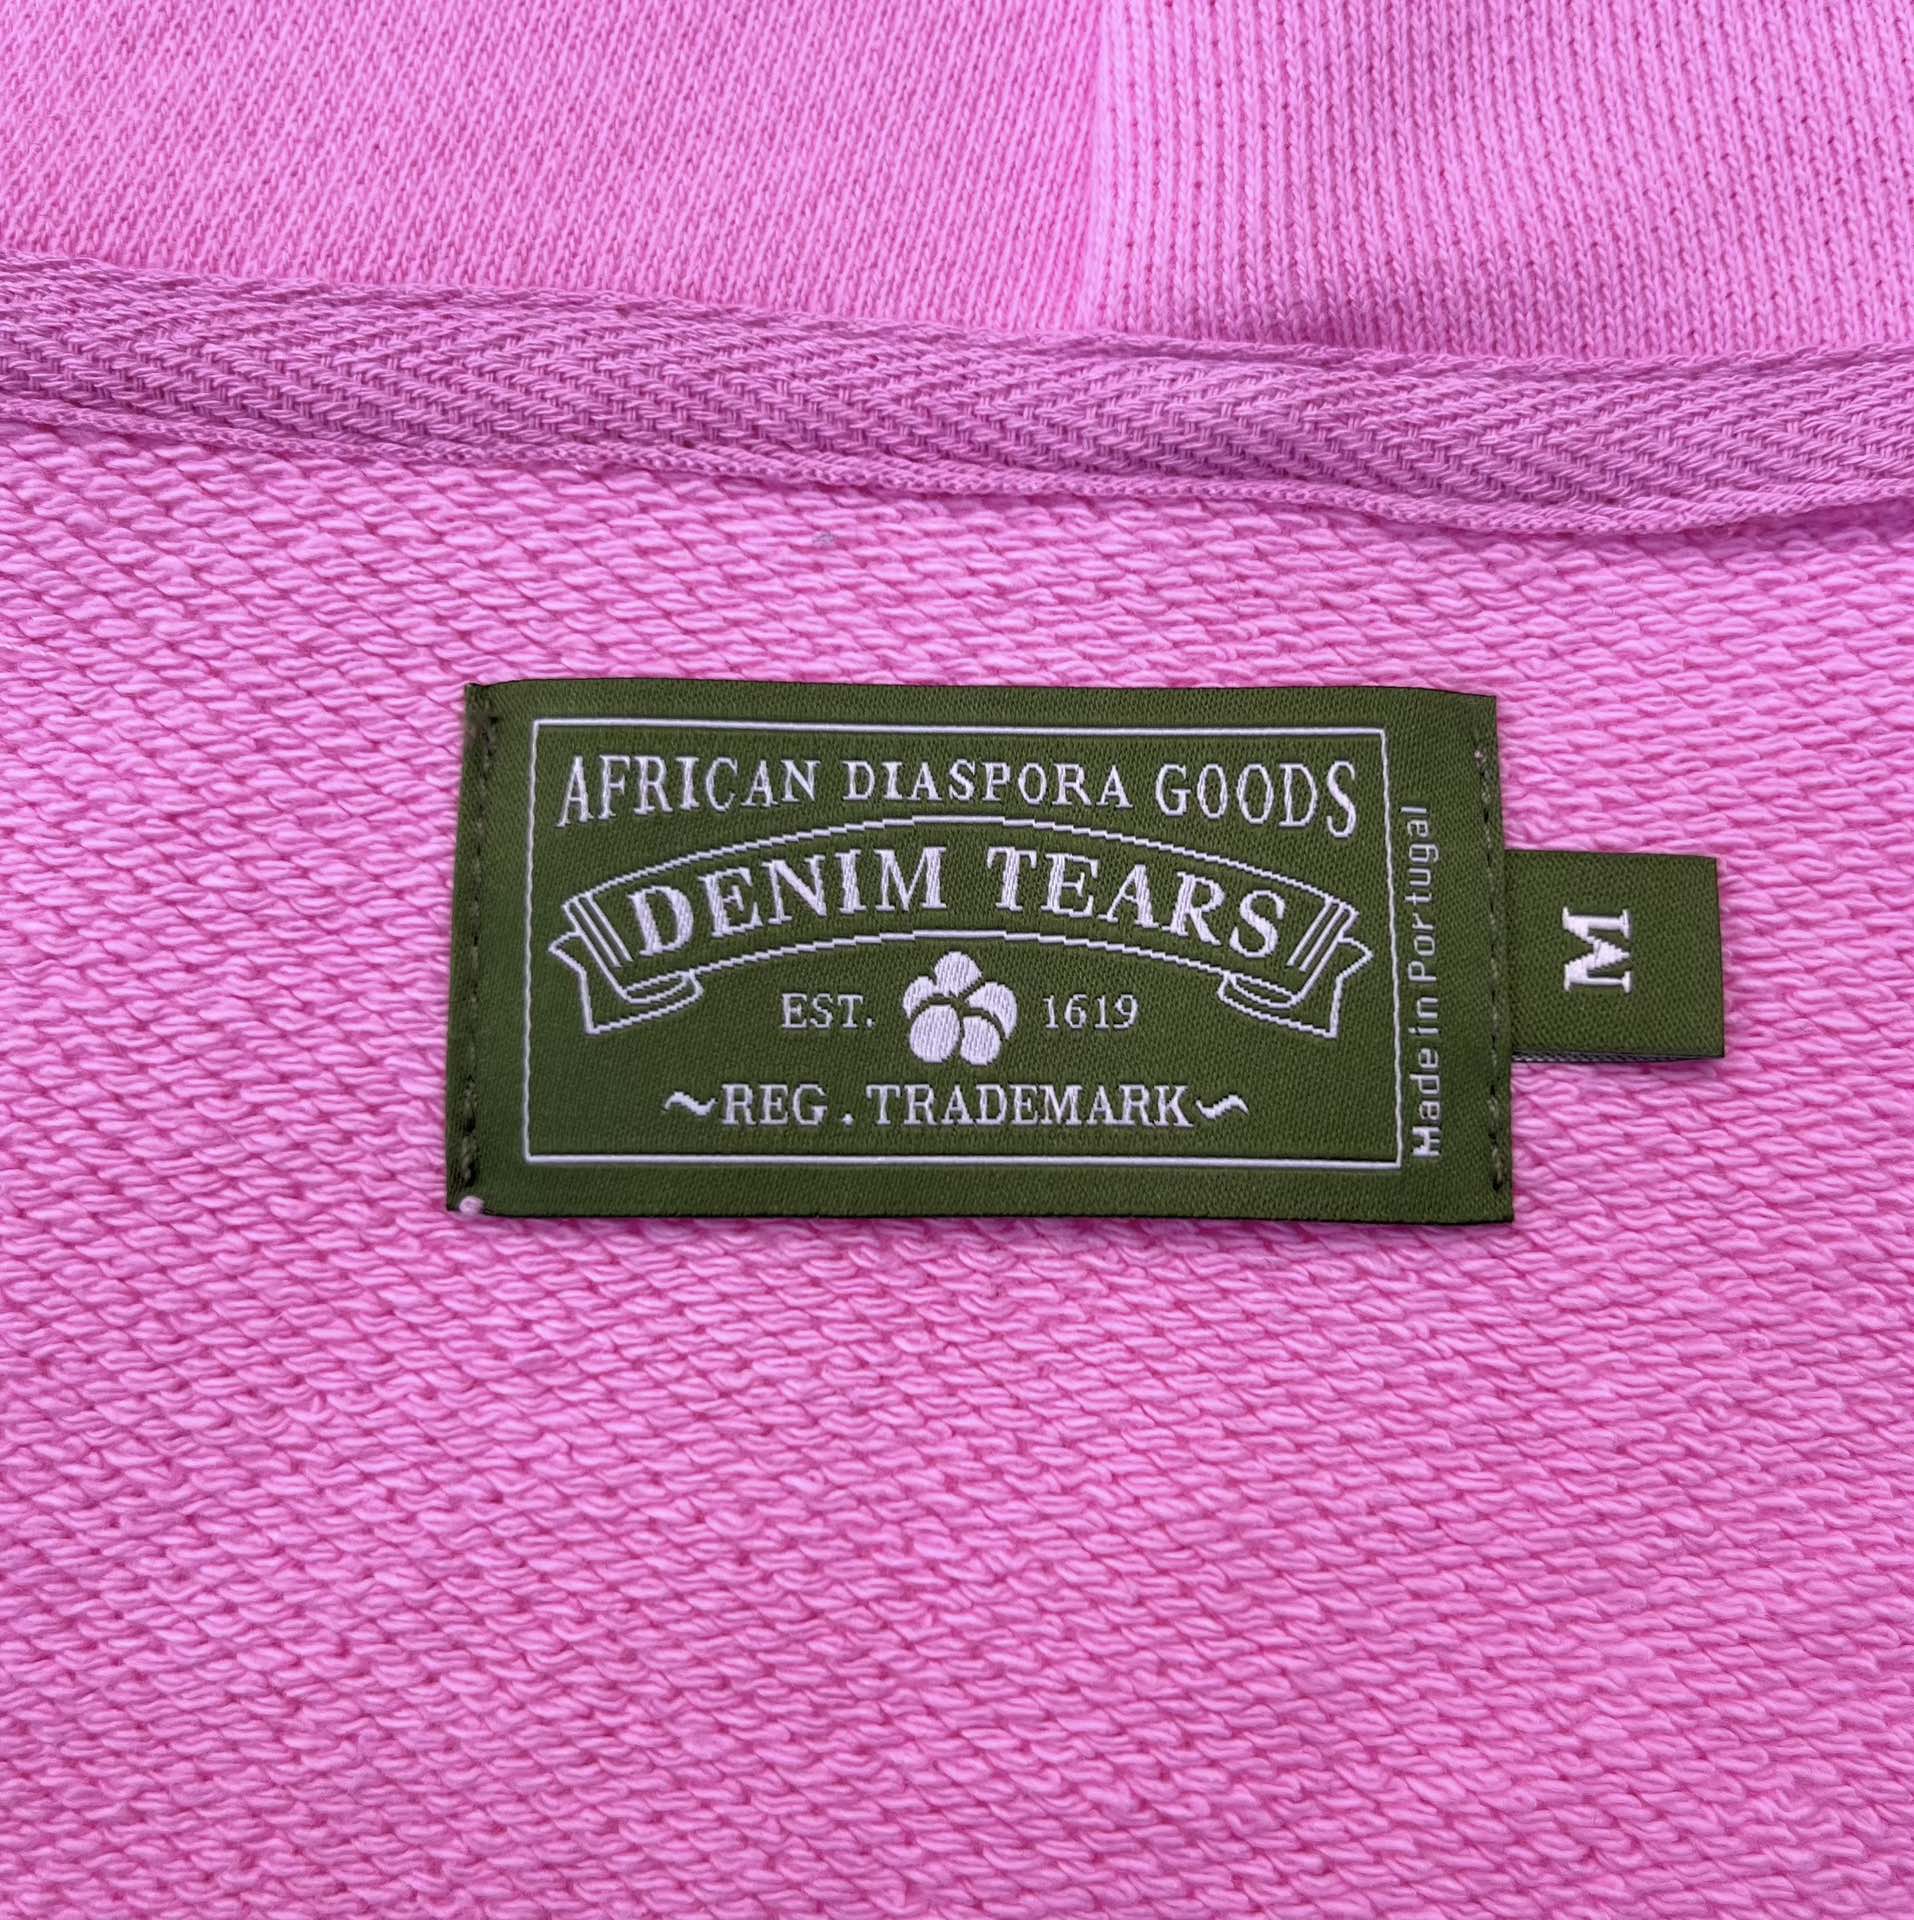 AFRICAN DIASPORA GOODS
DENIM TEARS
EST. 1619
~REG. TRADEMARK~
Made in Portugal
M